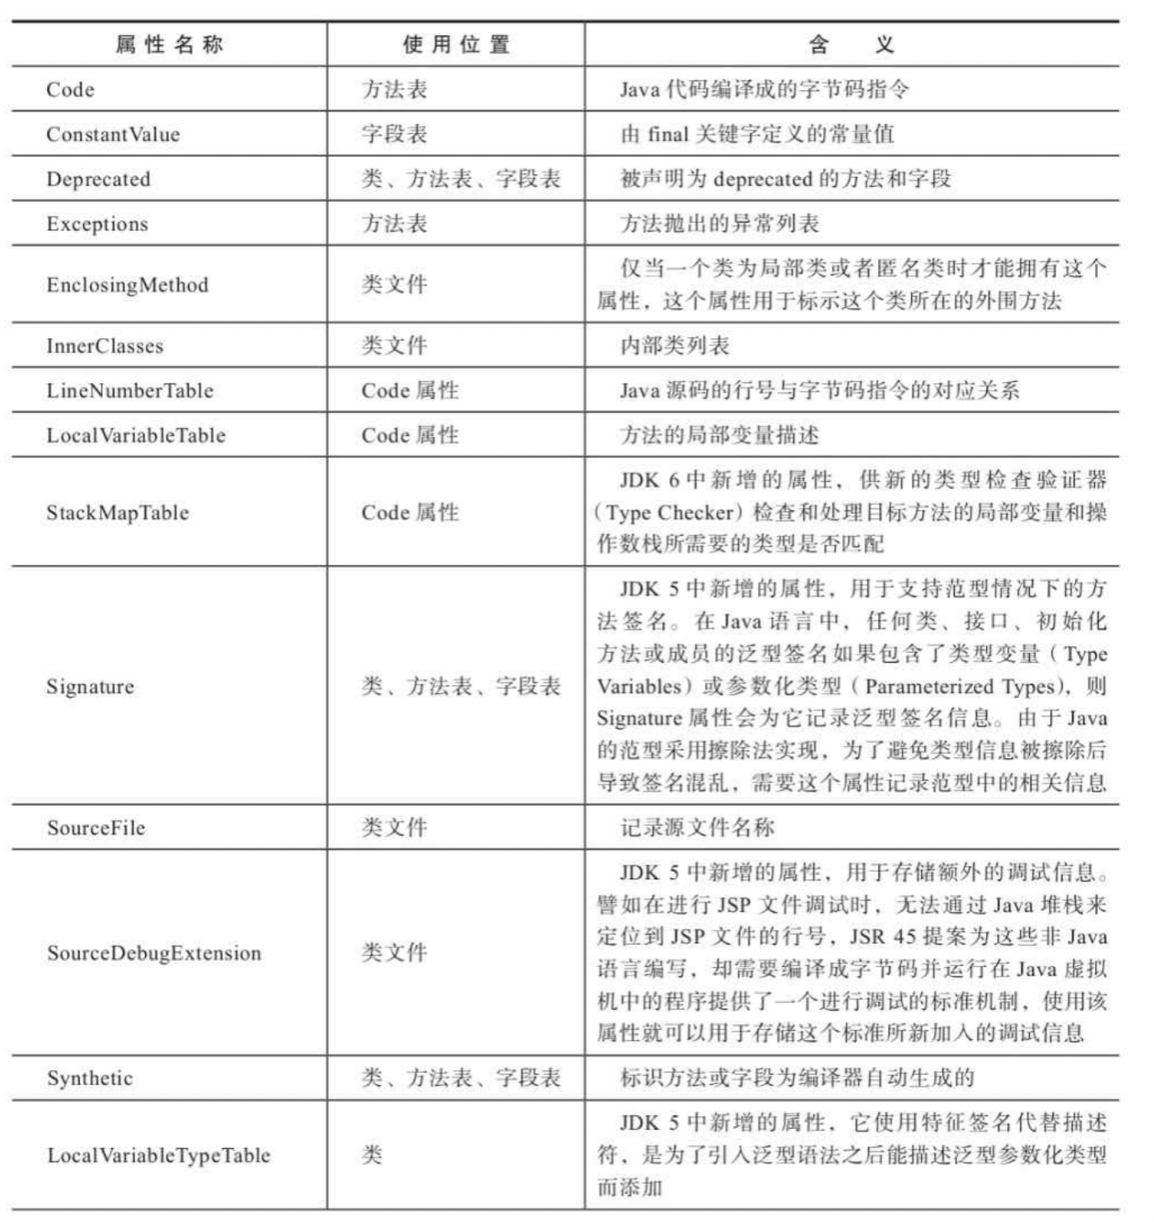 属性名称 使用位置 含 义
Code 方法表 Java 代码编译成的字节码指令
ConstantValue 字段表 由 final 关键字定义的常量值
Deprecated 类、方法表、字段表 被声明为 deprecated 的方法和字段
Exceptions 方法表 方法抛出的异常列表
EnclosingMethod 类文件 仅当一个类为局部类或者匿名类时才能拥有这个
属性，这个属性用于标示这个类所在的外围方法
InnerClasses 类文件 内部类列表
LineNumberTable Code 属性 Java 源码的行号与字节码指令的对应关系
LocalVariableTable Code 属性 方法的局部变量描述
StackMapTable Code 属性 JDK 6 中新增的属性，供新的类型检查验证器
（Type Checker）检查和处理目标方法的局部变量和操
作数栈所需要的类型是否匹配
Signature 类、方法表、字段表 JDK 5 中新增的属性，用于支持范型情况下的方
法签名。在 Java 语言中，任何类、接口、初始化
方法或成员的泛型签名如果包含了类型变量（Type
Variables）或参数化类型（Parameterized Types），则
Signature 属性会为它记录泛型签名信息。由于 Java
的范型采用擦除法实现，为了避免类型信息被擦除后
导致签名混乱，需要这个属性记录范型中的相关信息
SourceFile 类文件 记录源文件名称
SourceDebugExtension 类文件 JDK 5 中新增的属性，用于存储额外的调试信息。
譬如在进行 JSP 文件调试时，无法通过 Java 堆栈来
定位到 JSP 文件的行号，JSR 45 提案为这些非 Java
语言编写，却需要编译成字节码并运行在 Java 虚拟
机中的程序提供了一个进行调试的标准机制，使用该
属性就可以用于存储这个标准所新加入的调试信息
Synthetic 类、方法表、字段表 标识方法或字段为编译器自动生成的
LocalVariableTypeTable 类 JDK 5 中新增的属性，它使用特征签名代替描述
符，是为了引入泛型语法之后能描述泛型参数化类型
而添加